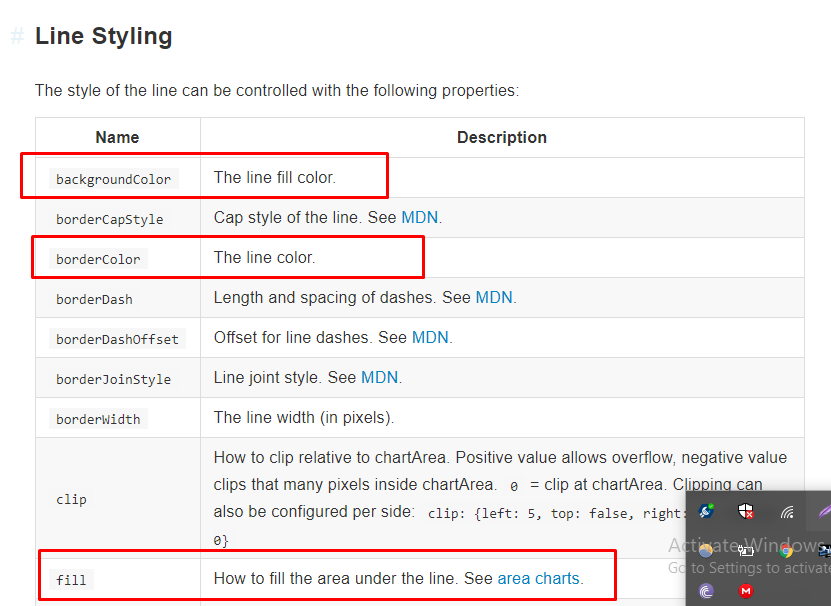 # Line Styling
The style of the line can be controlled with the following properties:
Name Description
backgroundColor The line fill color.
borderCapStyle Cap style of the line. See MDN.
borderColor The line color.
borderDash Length and spacing of dashes. See MDN.
borderDashOffset Offset for line dashes. See MDN.
borderJoinStyle Line joint style. See MDN.
borderWidth The line width (in pixels).
How to clip relative to chartArea. Positive value allows overflow, negative value
clips that many pixels inside chartArea. 0 = clip at chartArea. Clipping can
clip
also be configured per side: clip: {left: 5, top: false, right:
0}
fill How to fill the area under the line. See area charts.
Activate Windows
Go to Settings to activate
M